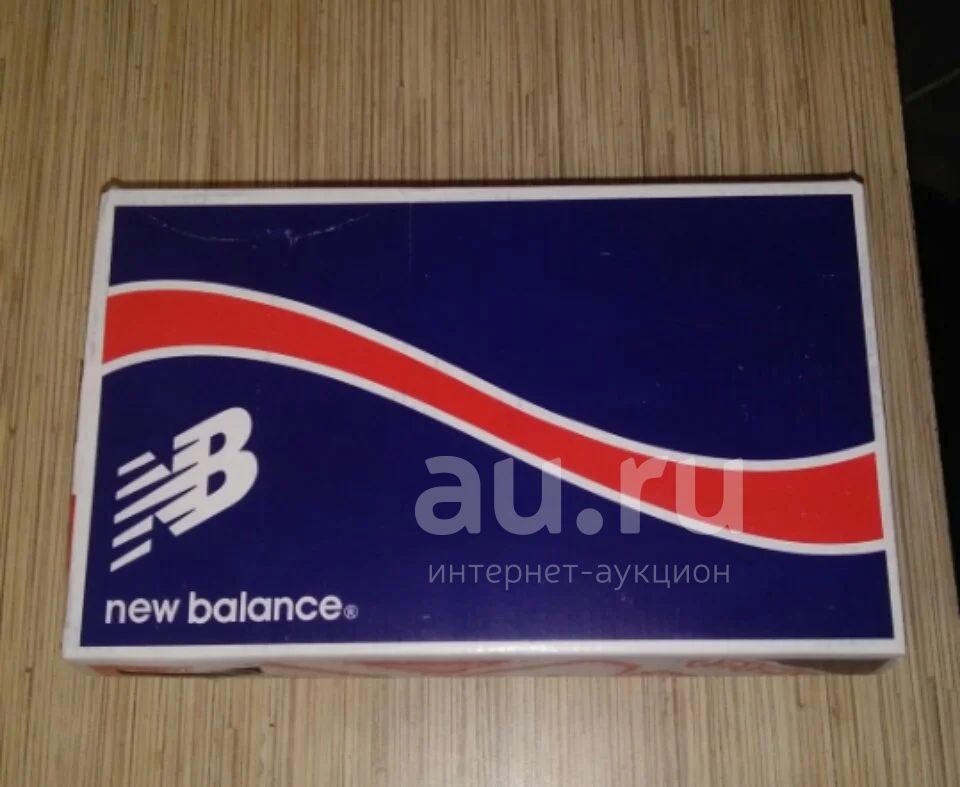 au.ru
интернет-аукцион
NB
new balance®